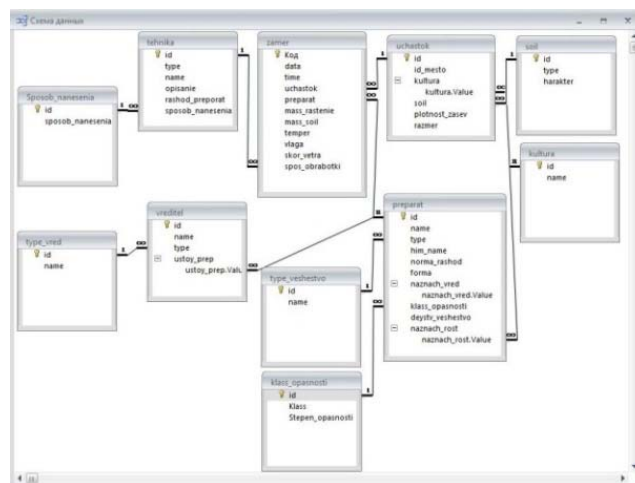 Схема данных
Sposob_nanesenia
id
sposob_nanesenia
tehnika
id
type
name
opisanie
rashod_preporat
sposob_nanesenia
zamer
Код
data
time
uchastok
preparat
mass_rastenie
mass_soil
temper
vlaga
skor_vetra
spos_obrabotki
uchastok
id
id_mesto
kultura
kultura.Value
soil
plotnost_zasev
razmer
soil
id
type
harakter
kultura
id
name
type_vred
id
name
vreditel
id
name
type
ustoy_prep
ustoy_prep.Valu
type_veshestvo
id
name
preparat
id
name
type
him_name
norma_rashod
forma
naznach_vred
naznach_vred.Value
klass_opasnosti
deystv_veshestvo
naznach_rost
naznach_rost.Value
klass_opasnosti
id
Klass
Stepen_opasnosti